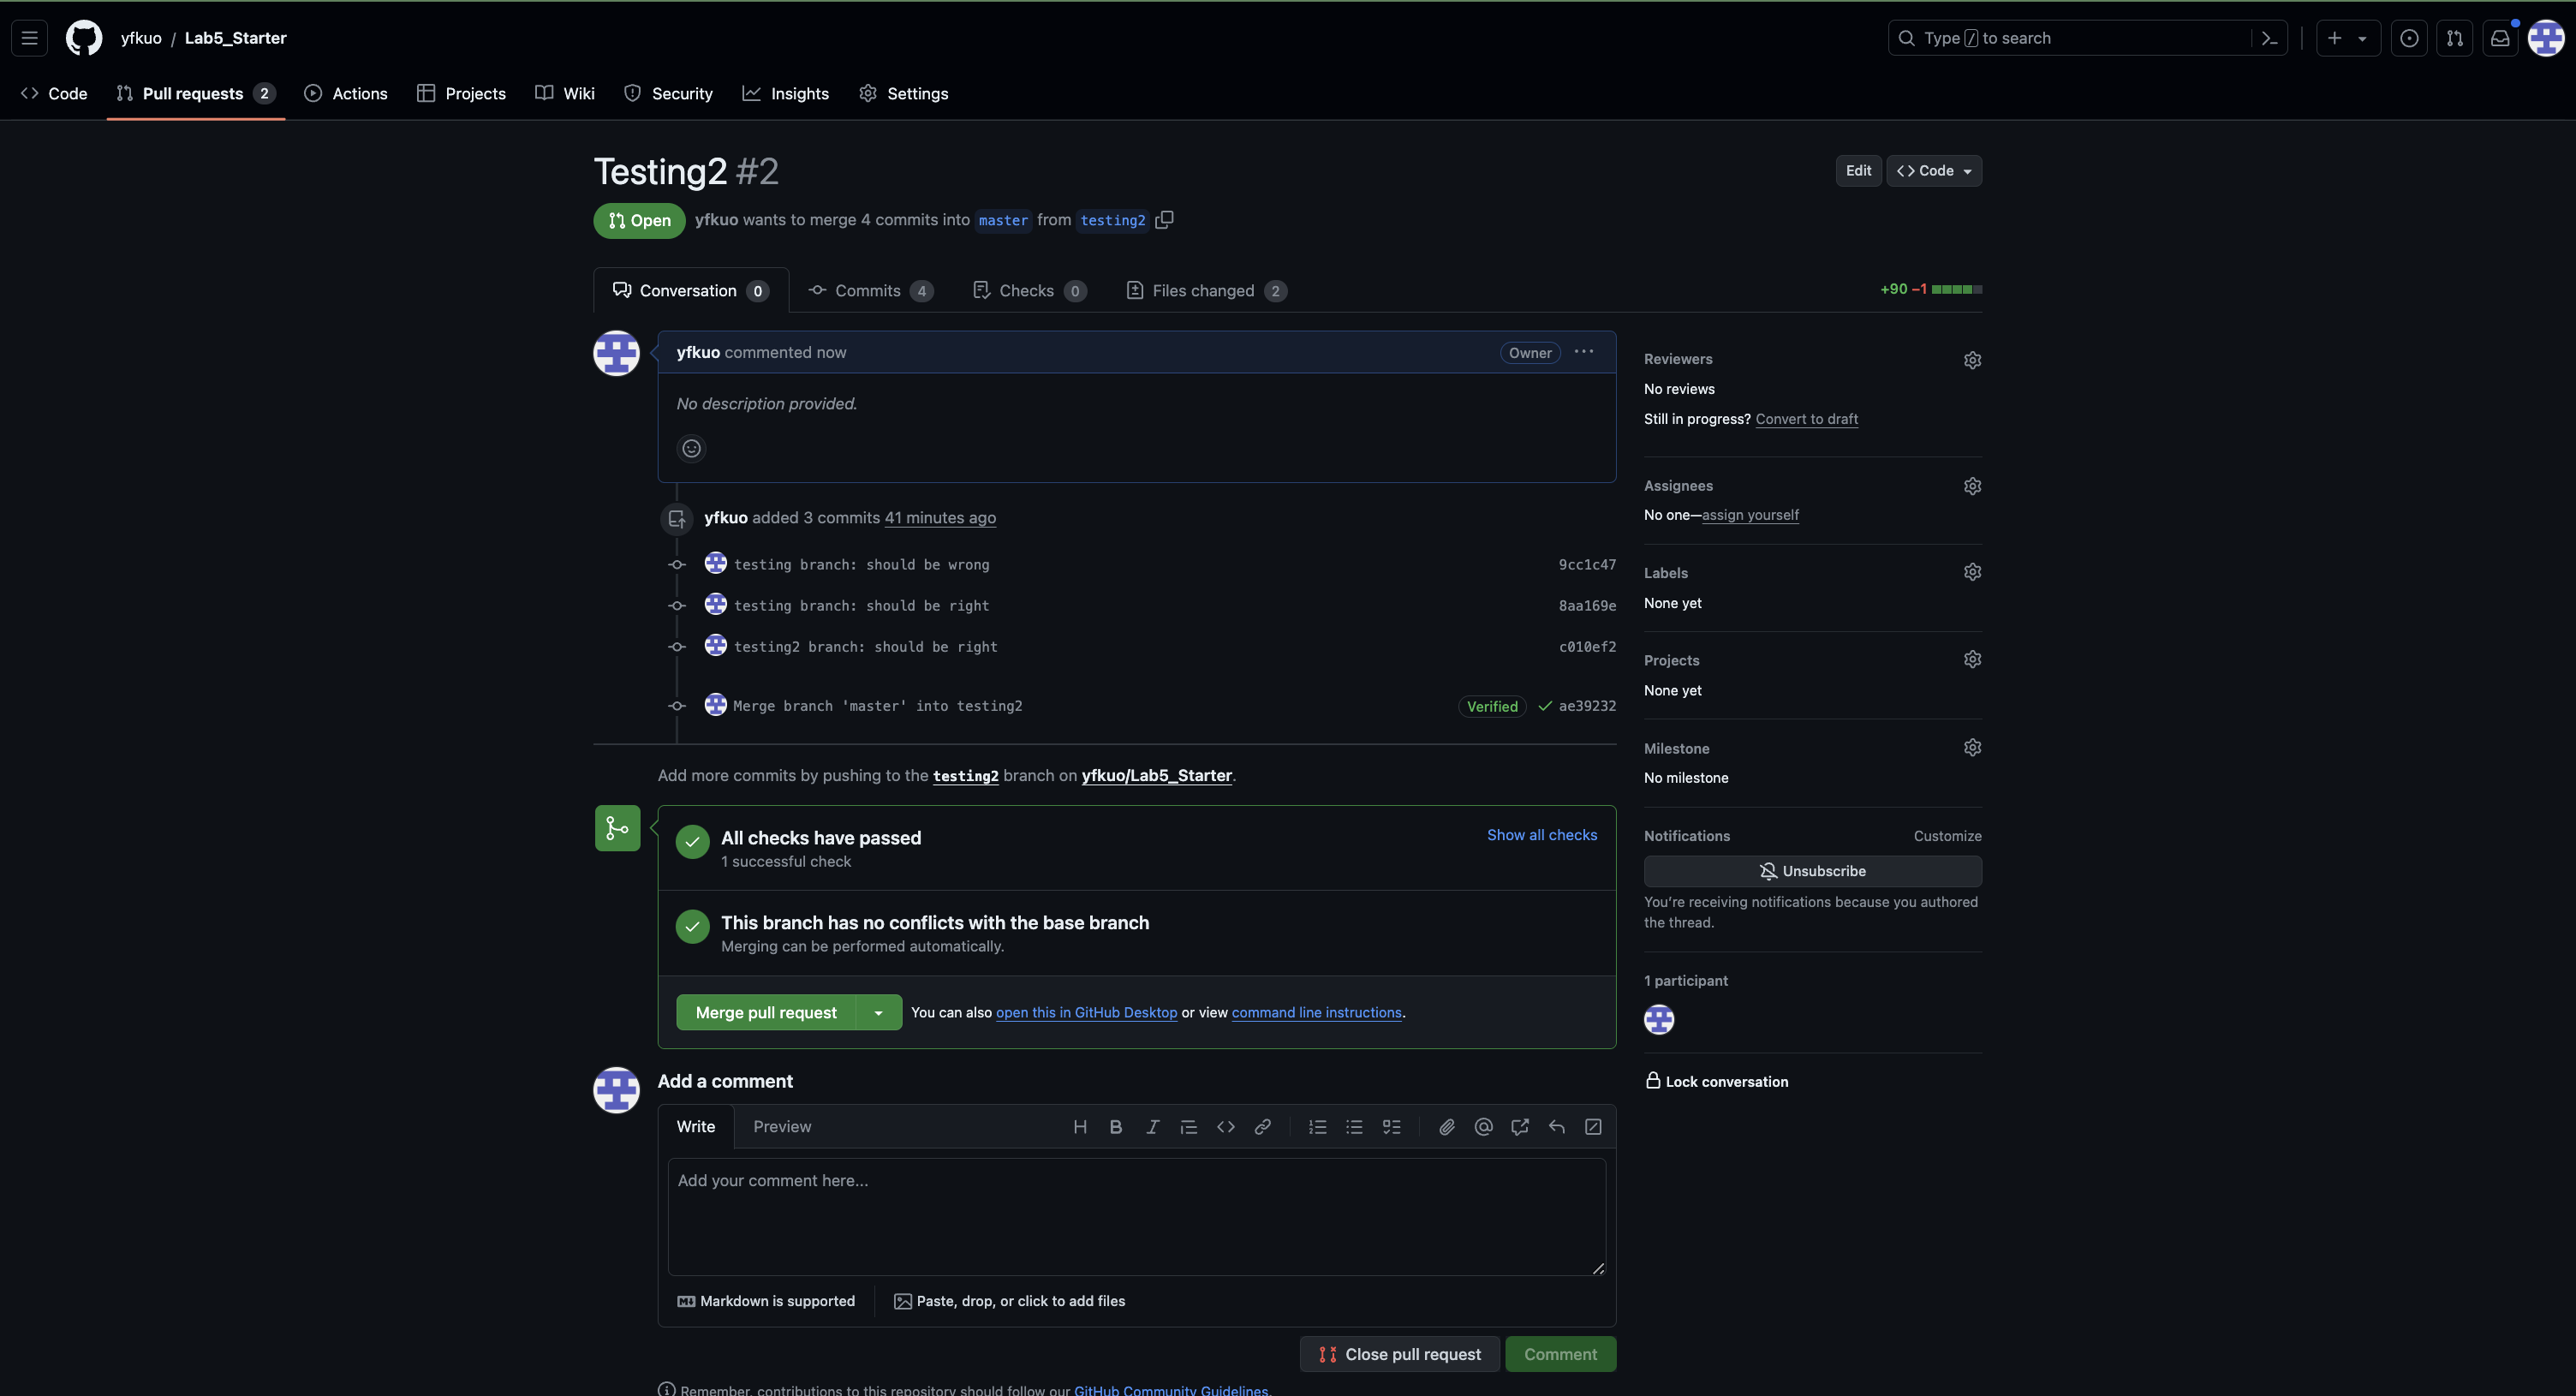 yfkuo / Lab5_Starter
Type / to search
Code
Pull requests 2
Actions
Projects
Wiki
Security
Insights
Settings
Testing2 #2
Edit
<> Code
Open
yfkuo wants to merge 4 commits into master from testing2
Conversation 0
Commits 4
Checks 0
Files changed 2
+90 −1
yfkuo commented now
Owner
No description provided.
yfkuo added 3 commits 41 minutes ago
testing branch: should be wrong
9cc1c47
testing branch: should be right
8aa169e
testing2 branch: should be right
c010ef2
Merge branch 'master' into testing2
Verified
ae39232
Add more commits by pushing to the testing2 branch on yfkuo/Lab5_Starter.
All checks have passed
1 successful check
Show all checks
This branch has no conflicts with the base branch
Merging can be performed automatically.
Merge pull request
You can also open this in GitHub Desktop or view command line instructions.
Add a comment
Write
Preview
Add your comment here...
Markdown is supported
Paste, drop, or click to add files
Close pull request
Comment
Remember, contributions to this repository should follow our GitHub Community Guidelines.
Reviewers
No reviews
Still in progress? Convert to draft
Assignees
No one—assign yourself
Labels
None yet
Projects
None yet
Milestone
No milestone
Notifications
Customize
Unsubscribe
You're receiving notifications because you authored
the thread.
1 participant
Lock conversation